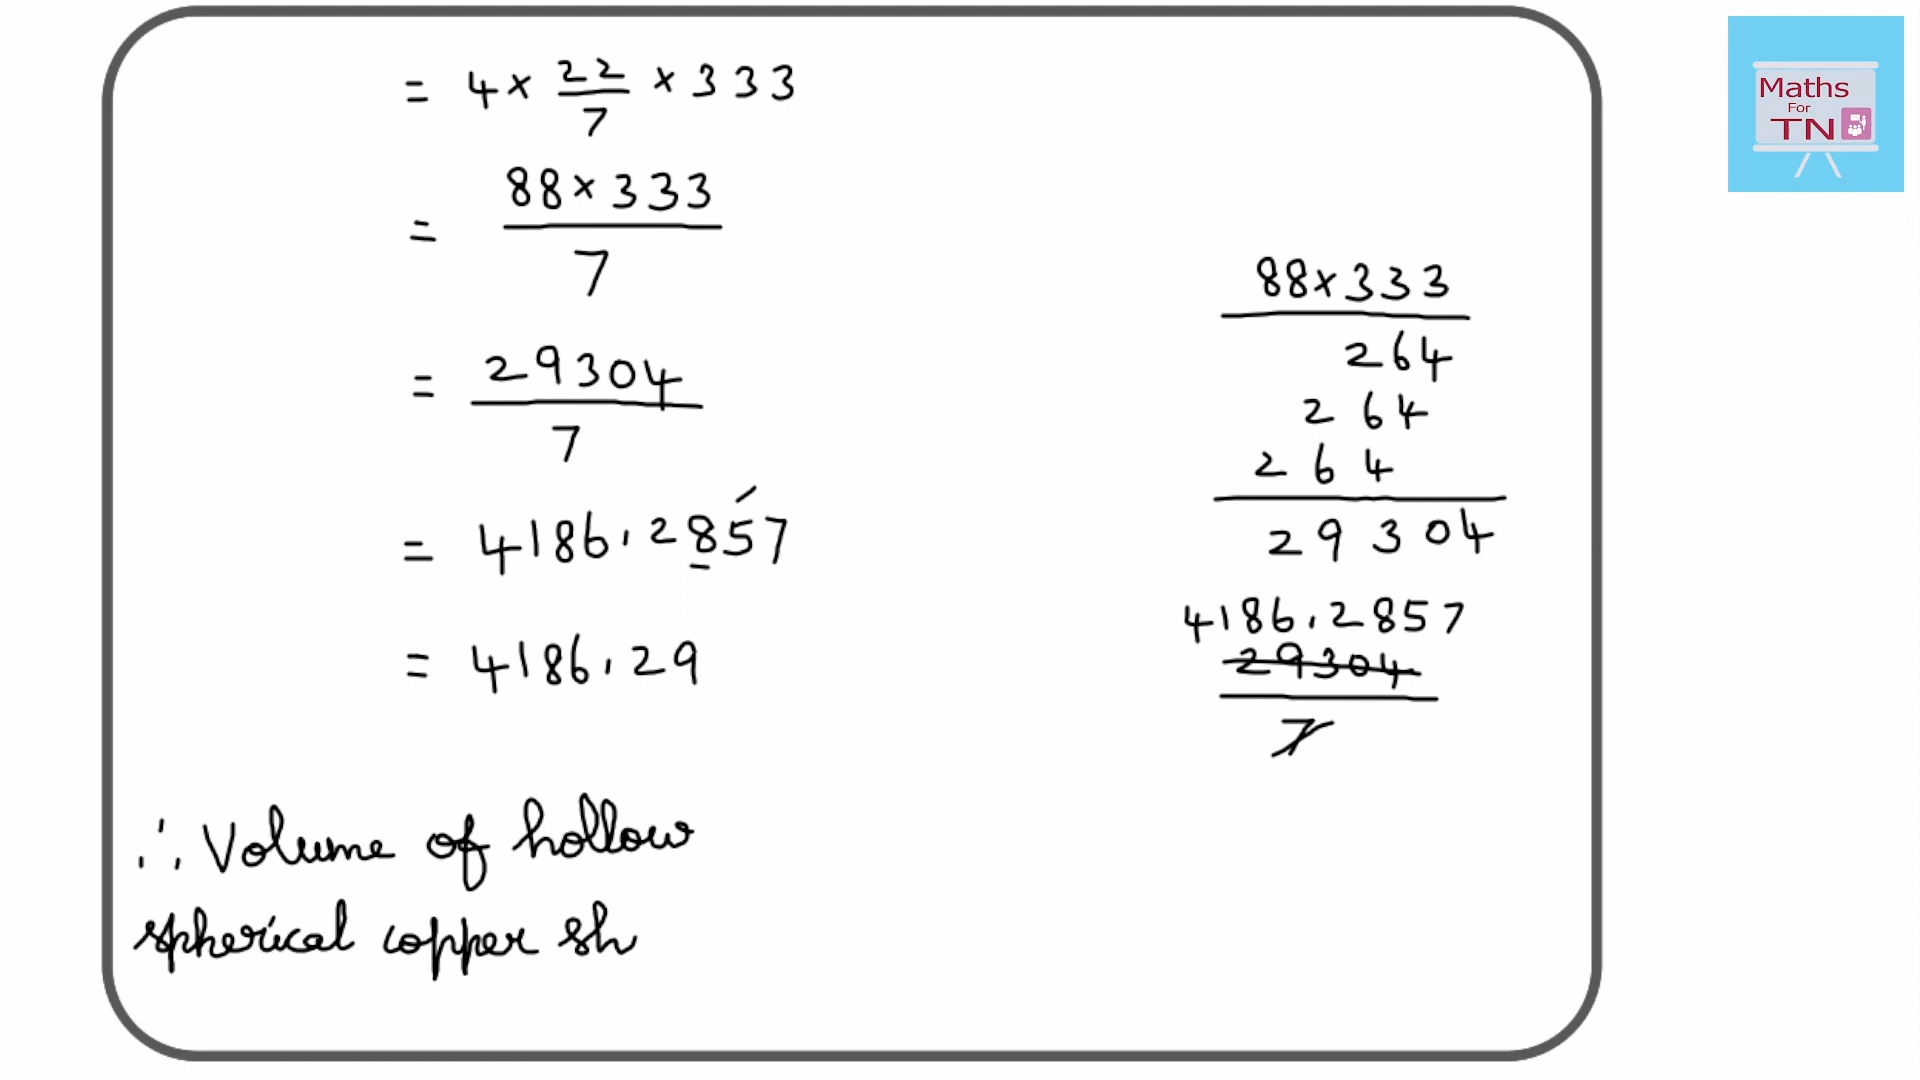 = 4 × 22/7 × 333
= 88 × 333 / 7
= 29304 / 7
= 4186.2857
= 4186.29
∴ Volume of hollow
spherical copper sh
88 × 333
264
264
264
29304
4186.2857
29304
7
Maths
For
TN